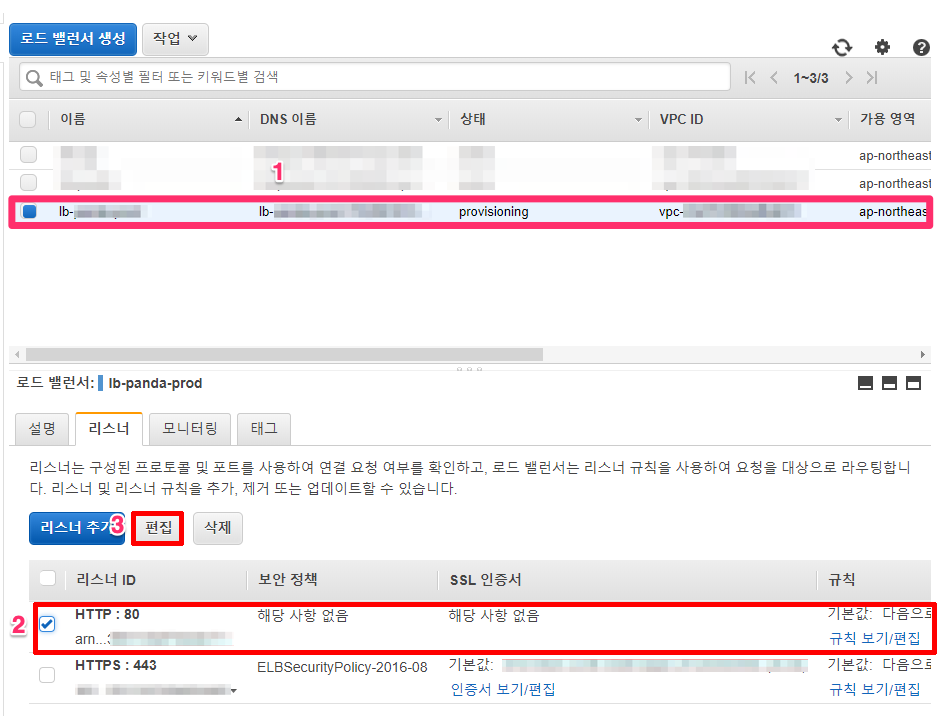 로드 밸런서 생성 작업
태그 및 속성별 필터 또는 키워드별 검색 1~3/3
이름 DNS 이름 상태 VPC ID 가용 영역
ap-northeast
1
ap-northeast
lb- lb- provisioning vpc- ap-northeas
로드 밸런서: lb-panda-prod
설명 리스너 모니터링 태그
리스너는 구성된 프로토콜 및 포트를 사용하여 연결 요청 여부를 확인하고, 로드 밸런서는 리스너 규칙을 사용하여 요청을 대상으로 라우팅합니
다. 리스너 및 리스너 규칙을 추가, 제거 또는 업데이트할 수 있습니다.
리스너 추가 3 편집 삭제
리스너 ID 보안 정책 SSL 인증서 규칙
HTTP : 80 해당 사항 없음 해당 사항 없음 기본값: 다음으로
2
arn...: 규칙 보기/편집
HTTPS : 443 ELBSecurityPolicy-2016-08 기본값: 기본값: 다음으로
인증서 보기/편집 규칙 보기/편집